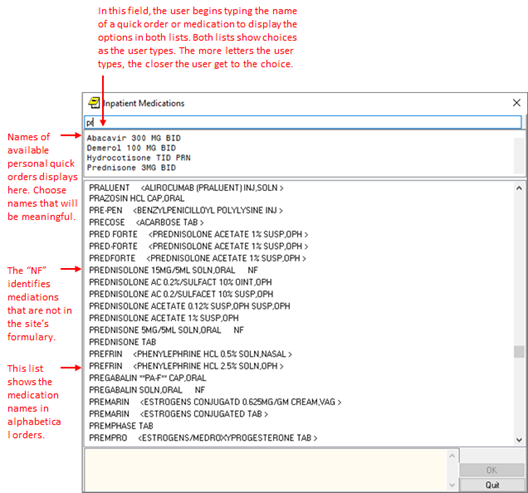 In this field, the user begins typing the name
of a quick order or medication to display the
options in both lists. Both lists show choices
as the user types. The more letters the user
types, the closer the user get to the choice.
Inpatient Medications
pr
Names of
available
personal quick
orders displays
here. Choose
names that will
be meaningful.
Abacavir 300 MG BID
Demerol 100 MG BID
Hydrocotisone TID PRN
Prednisone 3MG BID
PRALUENT <ALIROCUMAB (PRALUENT) INJ,SOLN >
PRAZOSIN HCL CAP,ORAL
PRE-PEN <BENZYLPENICILLOYL POLYLYSINE INJ >
PRECOSE <ACARBOSE TAB >
PRED FORTE <PREDNISOLONE ACETATE 1% SUSP,OPH >
PRED-FORTE <PREDNISOLONE ACETATE 1% SUSP,OPH >
PREDFORTE <PREDNISOLONE ACETATE 1% SUSP,OPH >
The “NF”
identifies
mediations
that are not in
the site’s
formulary.
PREDNISOLONE 15MG/5ML SOLN,ORAL NF
PREDNISOLONE AC 0.2%/SULFACT 10% OINT,OPH
PREDNISOLONE AC 0.2/SULFACET 10% SUSP,OPH
PREDNISOLONE ACETATE 0.12% SUSP,OPH SUSP,OPH
PREDNISOLONE ACETATE 1% SUSP,OPH
PREDNISONE 5MG/5ML SOLN,ORAL NF
PREDNISONE TAB
PREFRIN <PHENYLEPHRINE HCL 0.5% SOLN,NASAL >
This list
shows the
medication
names in
alphabetica
l orders.
PREFRIN <PHENYLEPHRINE HCL 2.5% SOLN,OPH >
PREGABALIN **PA-F** CAP,ORAL
PREGABALIN SOLN,ORAL NF
PREMARIN <ESTROGENS CONJUGATD 0.625MG/GM CREAM,VAG >
PREMARIN <ESTROGENS CONJUGATED TAB >
PREMPHASE TAB
PREMPRO <ESTROGENS/MEDROXYPROGESTERONE TAB >
OK
Quit